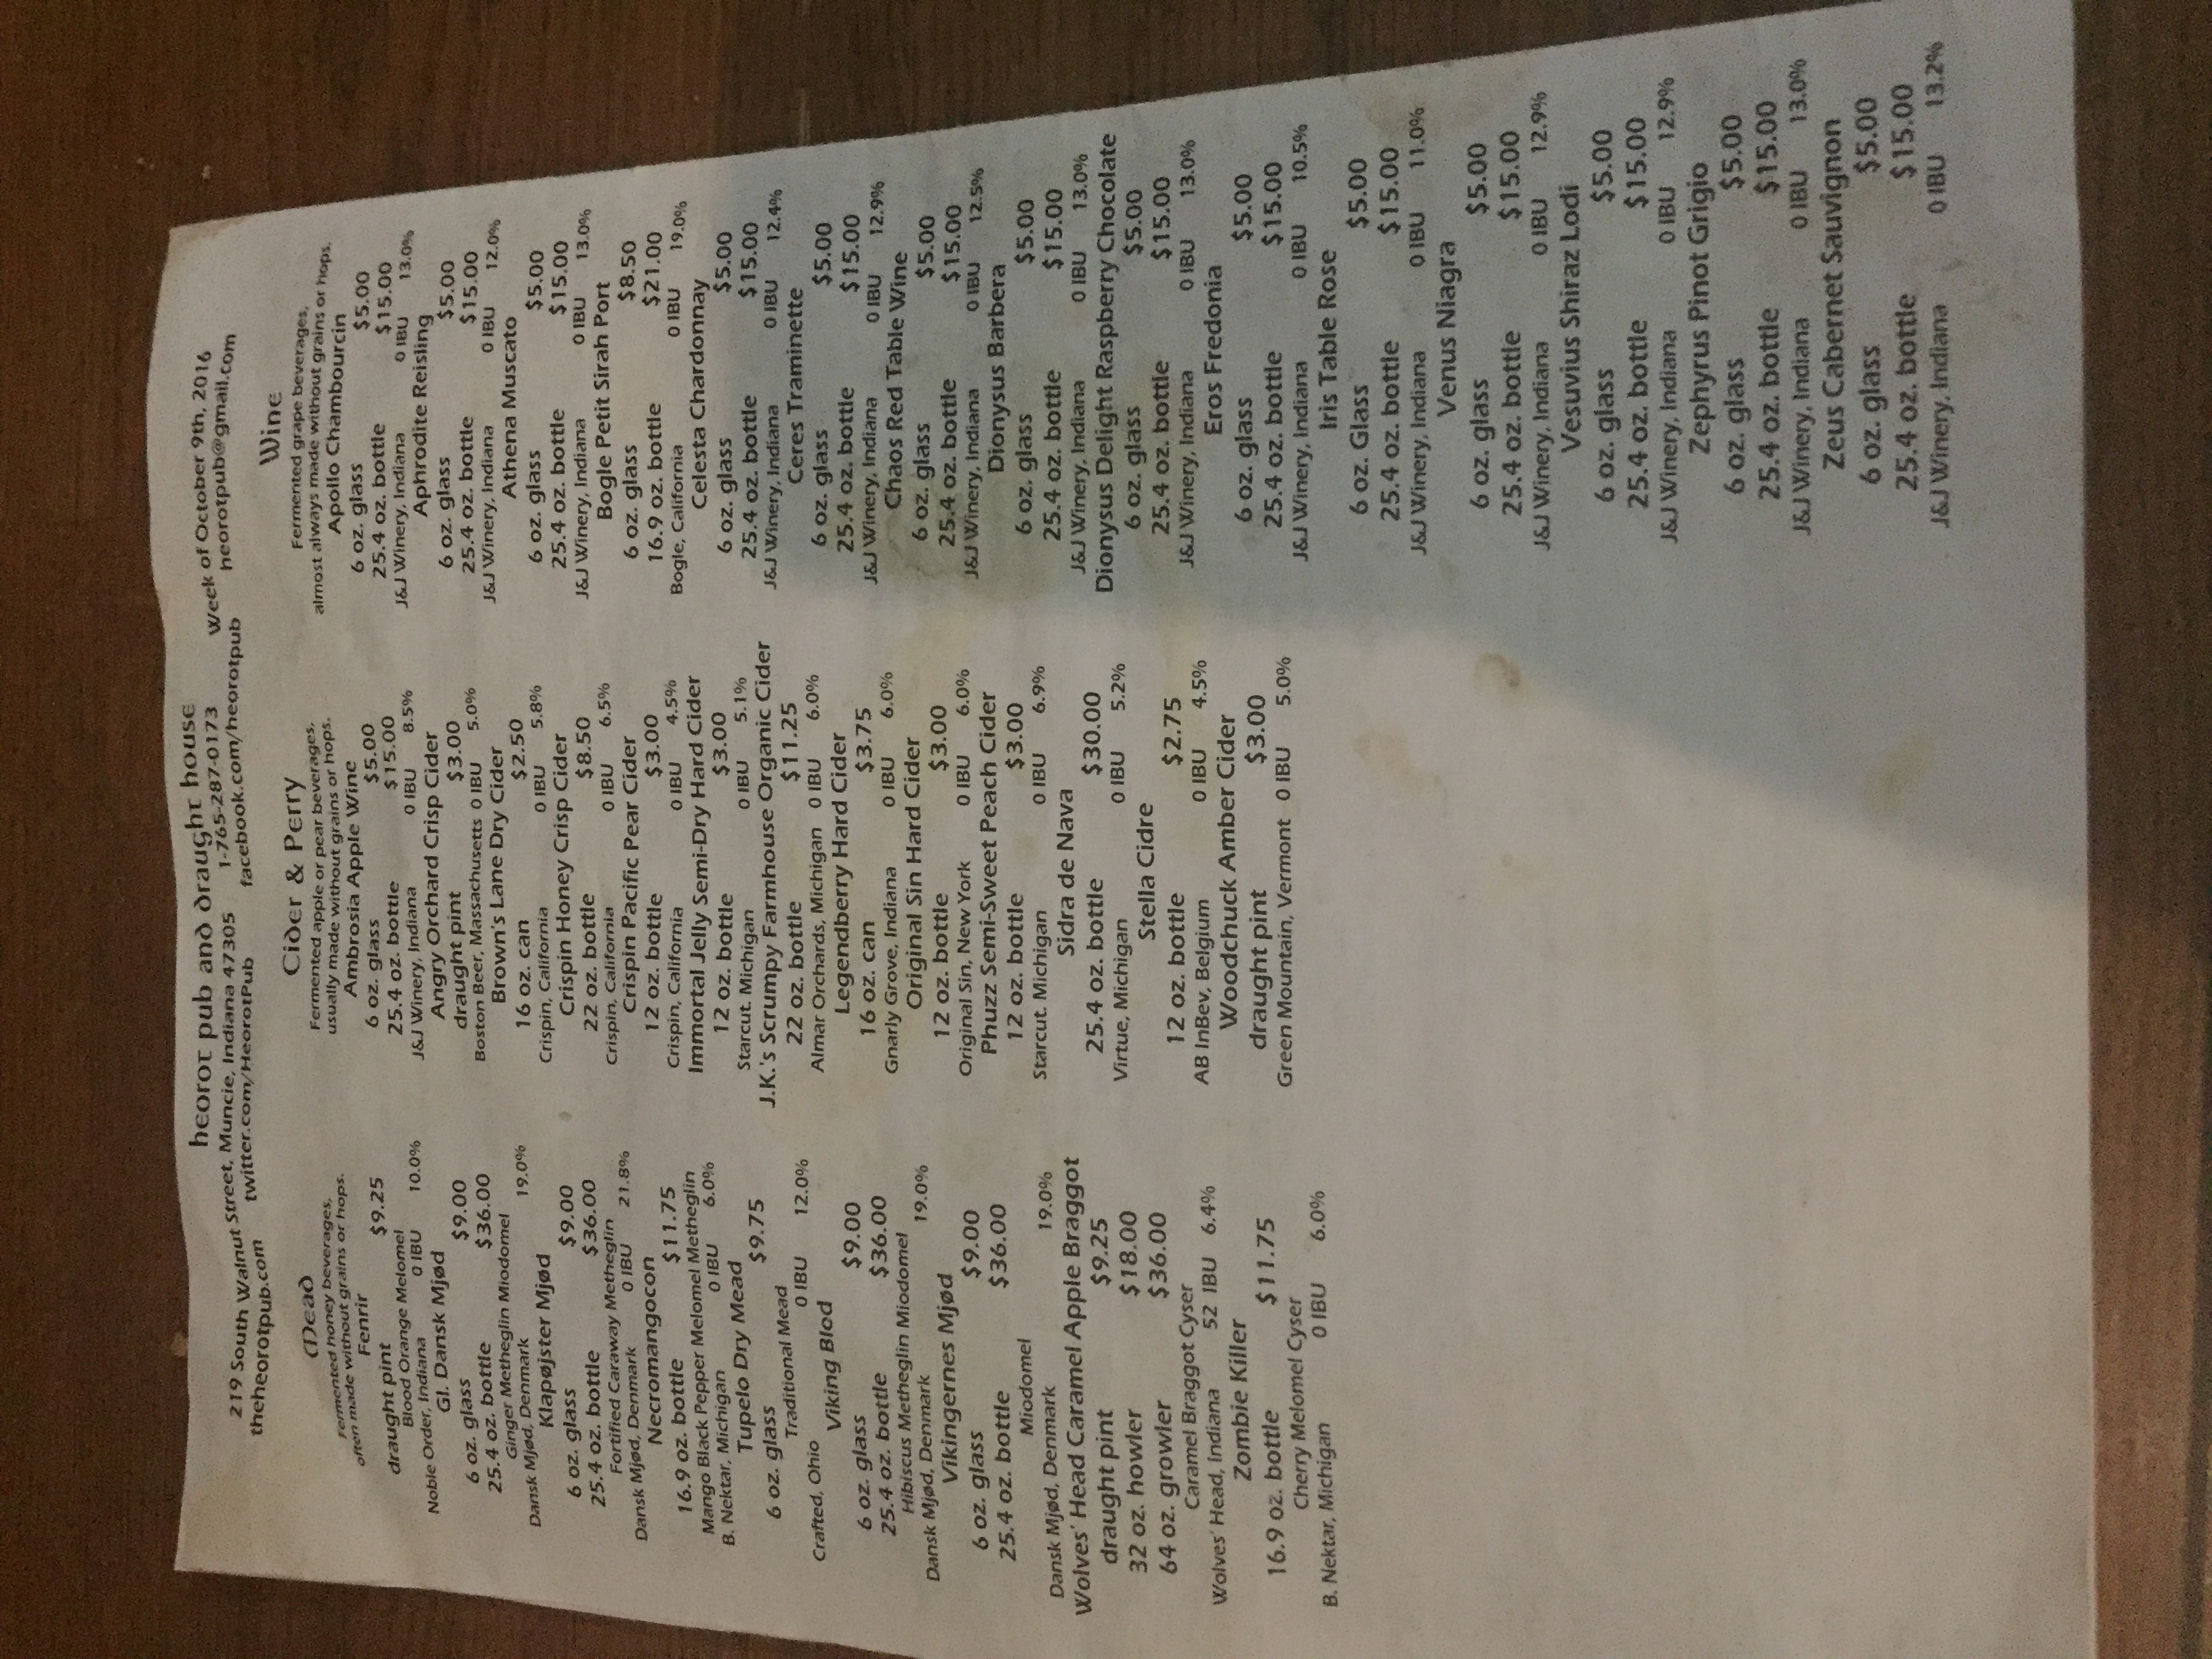 heorot pub and draught house
Week of October 9th, 2016
219 South Walnut Street, Muncie, Indiana 47305 1-765-287-0173
theheorotpub.com twitter.com/HeorotPub facebook.com/heorotpub heorotpub@gmail.com
Mead
Fermented honey beverages,
often made without grains or hops.
Fenrir
draught pint $9.25
Blood Orange Melomel
Noble Order, Indiana 0 IBU 10.0%
Gl. Dansk Mjød
6 oz. glass $9.00
25.4 oz. bottle $36.00
Ginger Metheglin Miodomel
Dansk Mjød, Denmark 19.0%
Klapøjster Mjød
6 oz. glass $9.00
25.4 oz. bottle $36.00
Fortified Caraway Metheglin
Dansk Mjød, Denmark 0 IBU 21.8%
Necromangocon
16.9 oz. bottle $11.75
Mango Black Pepper Melomel Metheglin
B. Nektar, Michigan 0 IBU 6.0%
Tupelo Dry Mead
6 oz. glass $9.75
Traditional Mead
Crafted, Ohio 0 IBU 12.0%
Viking Blod
6 oz. glass $9.00
25.4 oz. bottle $36.00
Hibiscus Metheglin Miodomel
Dansk Mjød, Denmark 19.0%
Vikingernes Mjød
6 oz. glass $9.00
25.4 oz. bottle $36.00
Miodomel
Dansk Mjød, Denmark 19.0%
Wolves' Head Caramel Apple Braggot
draught pint $9.25
32 oz. howler $18.00
64 oz. growler $36.00
Caramel Braggot Cyser
Wolves' Head, Indiana 52 IBU 6.4%
Zombie Killer
16.9 oz. bottle $11.75
Cherry Melomel Cyser
B. Nektar, Michigan 0 IBU 6.0%
Cider & Perry
Fermented apple or pear beverages,
usually made without grains or hops.
Ambrosia Apple Wine
6 oz. glass $5.00
25.4 oz. bottle $15.00
J&J Winery, Indiana 0 IBU 8.5%
Angry Orchard Crisp Cider
draught pint $3.00
Boston Beer, Massachusetts 0 IBU 5.0%
Brown's Lane Dry Cider
16 oz. can $2.50
Crispin, California 0 IBU 5.8%
Crispin Honey Crisp Cider
22 oz. bottle $8.50
Crispin, California 0 IBU 6.5%
Crispin Pacific Pear Cider
12 oz. bottle $3.00
Crispin, California 0 IBU 4.5%
Immortal Jelly Semi-Dry Hard Cider
12 oz. bottle $3.00
Starcut. Michigan 0 IBU 5.1%
J.K.'s Scrumpy Farmhouse Organic Cider
22 oz. bottle $11.25
Almar Orchards, Michigan 0 IBU 6.0%
Legendberry Hard Cider
16 oz. can $3.75
Gnarly Grove, Indiana 0 IBU 6.0%
Original Sin Hard Cider
12 oz. bottle $3.00
Original Sin, New York 0 IBU 6.0%
Phuzz Semi-Sweet Peach Cider
12 oz. bottle $3.00
Starcut. Michigan 0 IBU 6.9%
Sidra de Nava
25.4 oz. bottle $30.00
Virtue, Michigan 0 IBU 5.2%
Stella Cidre
12 oz. bottle $2.75
AB InBev, Belgium 0 IBU 4.5%
Woodchuck Amber Cider
draught pint $3.00
Green Mountain, Vermont 0 IBU 5.0%
Wine
Fermented grape beverages,
almost always made without grains or hops.
Apollo Chambourcin
6 oz. glass $5.00
25.4 oz. bottle $15.00
J&J Winery, Indiana 0 IBU 13.0%
Aphrodite Reisling
6 oz. glass $5.00
25.4 oz. bottle $15.00
J&J Winery, Indiana 0 IBU 12.0%
Athena Muscato
6 oz. glass $5.00
25.4 oz. bottle $15.00
J&J Winery, Indiana 0 IBU 13.0%
Bogle Petit Sirah Port
6 oz. glass $8.50
16.9 oz. bottle $21.00
Bogle, California 0 IBU 19.0%
Celesta Chardonnay
6 oz. glass $5.00
25.4 oz. bottle $15.00
J&J Winery, Indiana 0 IBU 12.4%
Ceres Traminette
6 oz. glass $5.00
25.4 oz. bottle $15.00
J&J Winery, Indiana 0 IBU 12.9%
Chaos Red Table Wine
6 oz. glass $5.00
25.4 oz. bottle $15.00
J&J Winery, Indiana 0 IBU 12.5%
Dionysus Barbera
6 oz. glass $5.00
25.4 oz. bottle $15.00
J&J Winery, Indiana 0 IBU 13.0%
Dionysus Delight Raspberry Chocolate
6 oz. glass $5.00
25.4 oz. bottle $15.00
J&J Winery, Indiana 0 IBU 13.0%
Eros Fredonia
6 oz. glass $5.00
25.4 oz. bottle $15.00
J&J Winery, Indiana 0 IBU 10.5%
Iris Table Rose
6 oz. Glass $5.00
25.4 oz. bottle $15.00
J&J Winery, Indiana 0 IBU 11.0%
Venus Niagra
6 oz. glass $5.00
25.4 oz. bottle $15.00
J&J Winery, Indiana 0 IBU 12.9%
Vesuvius Shiraz Lodi
6 oz. glass $5.00
25.4 oz. bottle $15.00
J&J Winery, Indiana 0 IBU 12.9%
Zephyrus Pinot Grigio
6 oz. glass $5.00
25.4 oz. bottle $15.00
J&J Winery, Indiana 0 IBU 13.0%
Zeus Cabernet Sauvignon
6 oz. glass $5.00
25.4 oz. bottle $15.00
J&J Winery, Indiana 0 IBU 13.2%